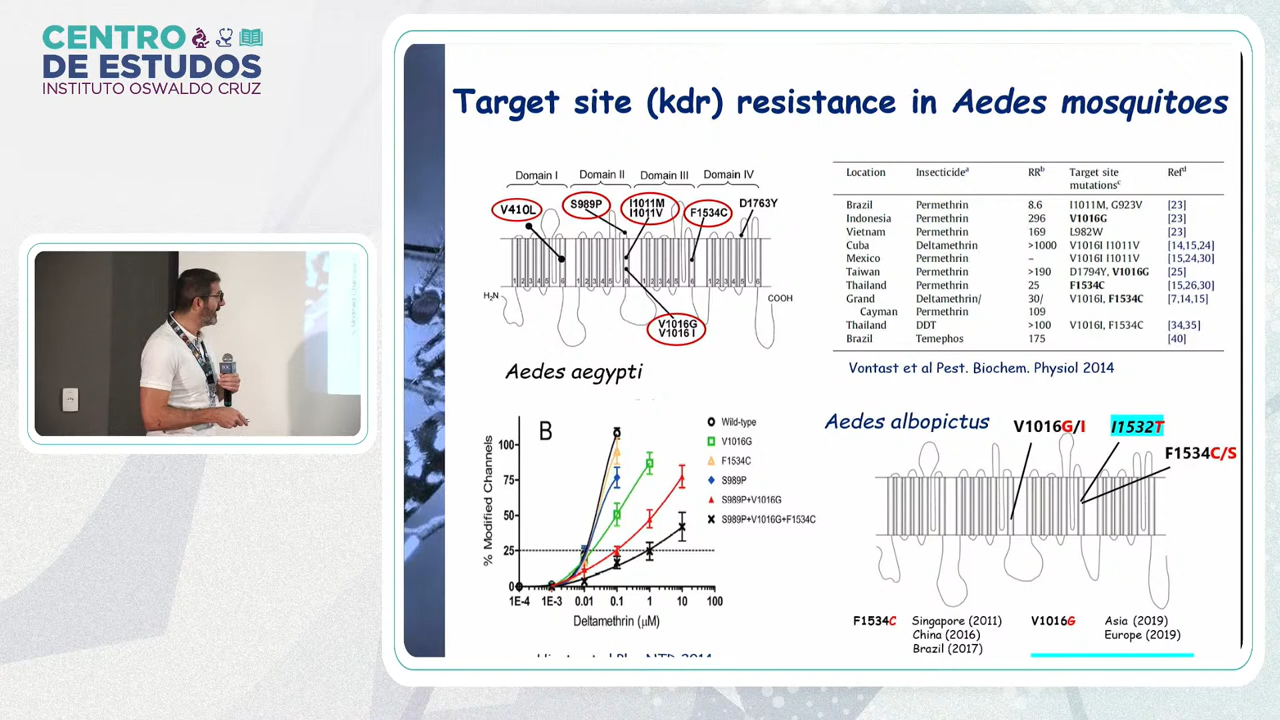 CENTRO
DE ESTUDOS
INSTITUTO OSWALDO CRUZ
Target site (kdr) resistance in Aedes mosquitoes
Domain I Domain II Domain III Domain IV
V410L
S989P
I1011M
I1011V
F1534C
D1763Y
H₂N
COOH
V1016G
V1016 I
Aedes aegypti
Location Insecticideᵃ RRᵇ Target site mutationsᶜ Refᵈ
Brazil Permethrin 8.6 I1011M, G923V [23]
Indonesia Permethrin 296 V1016G [23]
Vietnam Permethrin 169 L982W [23]
Cuba Deltamethrin >1000 V1016I I1011V [14,15,24]
Mexico Permethrin – V1016I I1011V [15,24,30]
Taiwan Permethrin >190 D1794Y, V1016G [25]
Thailand Permethrin 25 F1534C [15,26,30]
Grand Deltamethrin/ 30/ V1016I, F1534C [7,14,15]
Cayman Permethrin 109
Thailand DDT >100 V1016I, F1534C [34,35]
Brazil Temephos 175 [40]
Vontast et al Pest. Biochem. Physiol 2014
B
% Modified Channels
100
75
50
25
0
1E-4 1E-3 0.01 0.1 1 10 100
Deltamethrin (μM)
Wild-type
V1016G
F1534C
S989P
S989P+V1016G
S989P+V1016G+F1534C
Aedes albopictus
V1016G/I
I1532T
F1534C/S
F1534C Singapore (2011)
China (2016)
Brazil (2017)
V1016G Asia (2019)
Europe (2019)